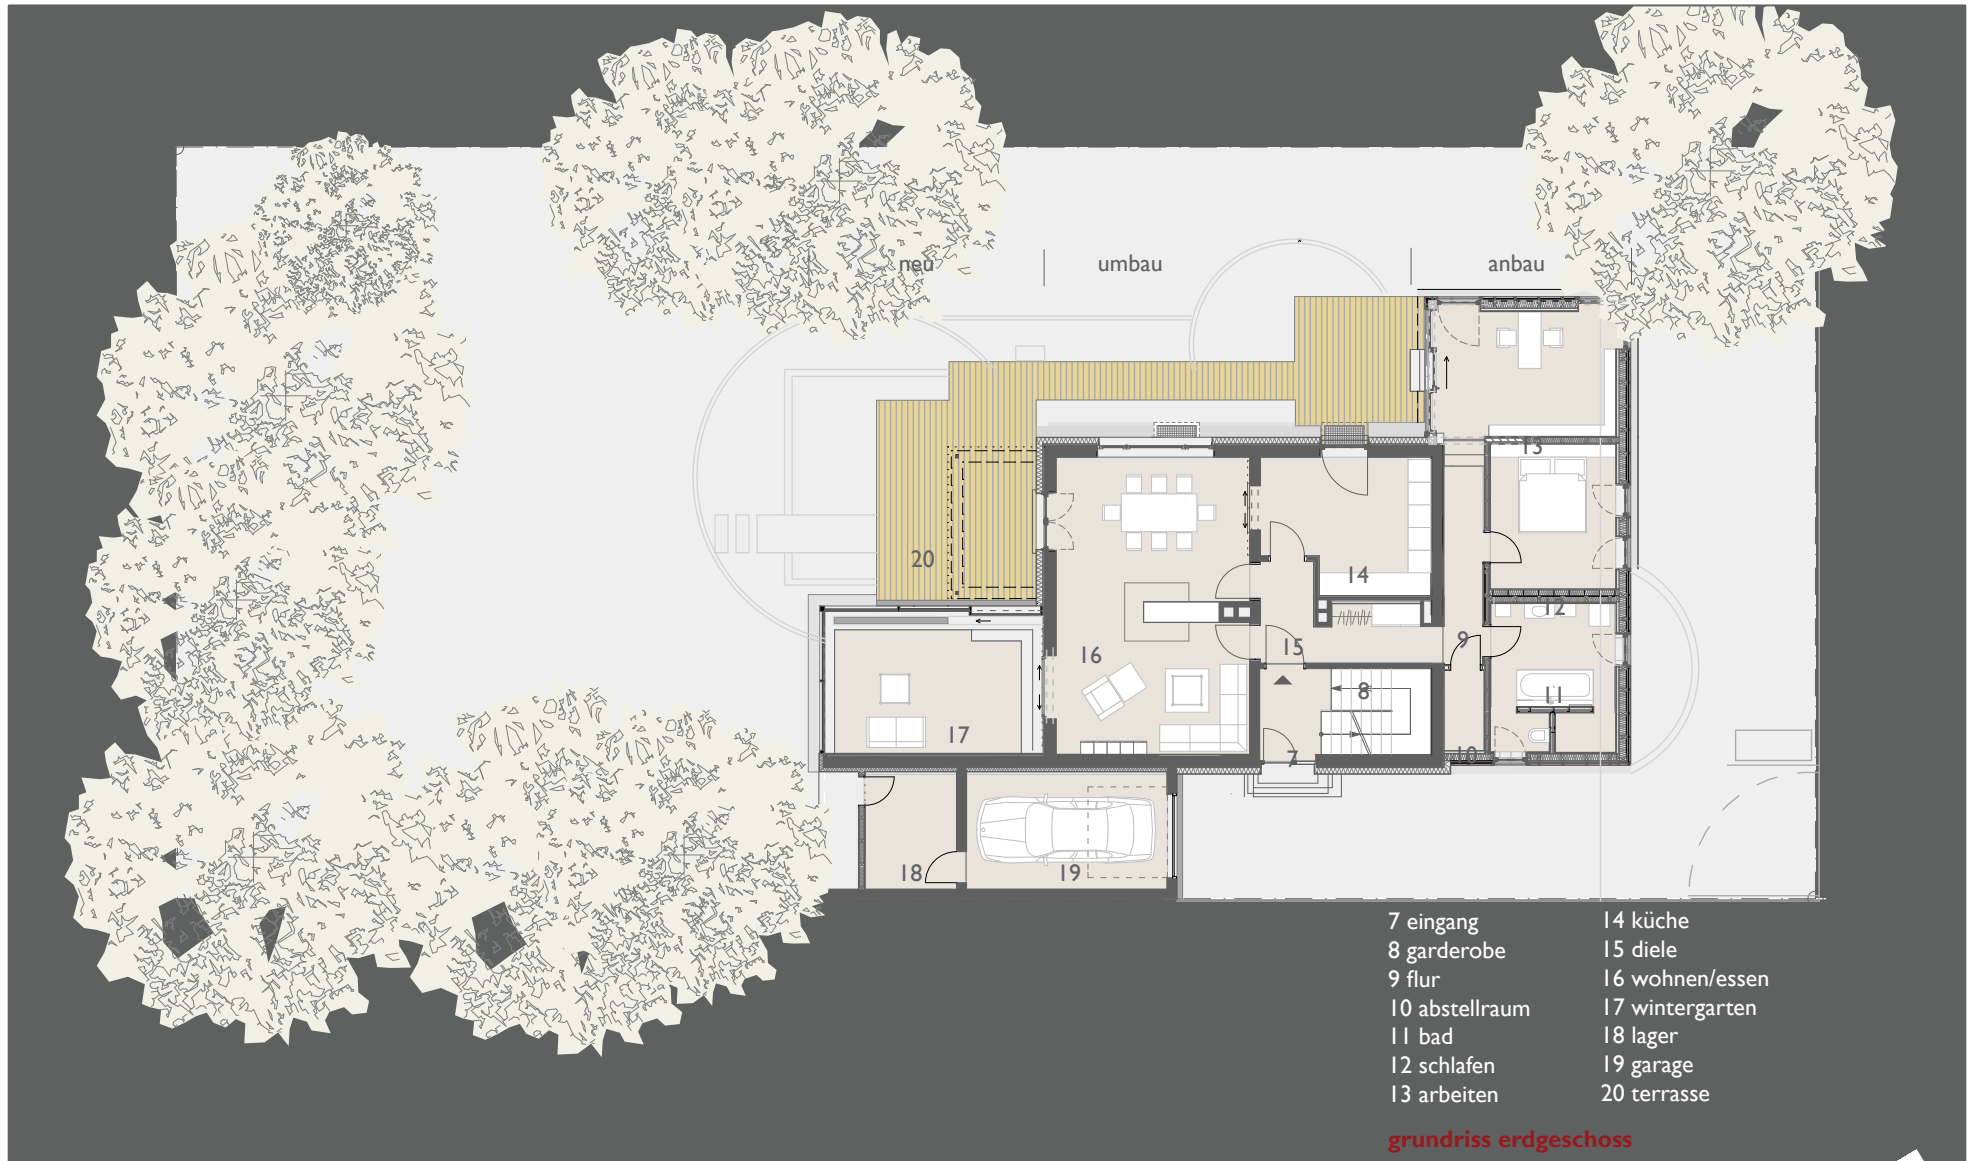 neu umbau anbau
13
20
14
12
16 15 9
8 11
17
7 10
18 19
7 eingang
8 garderobe
9 flur
10 abstellraum
11 bad
12 schlafen
13 arbeiten
14 küche
15 diele
16 wohnen/essen
17 wintergarten
18 lager
19 garage
20 terrasse
grundriss erdgeschoss